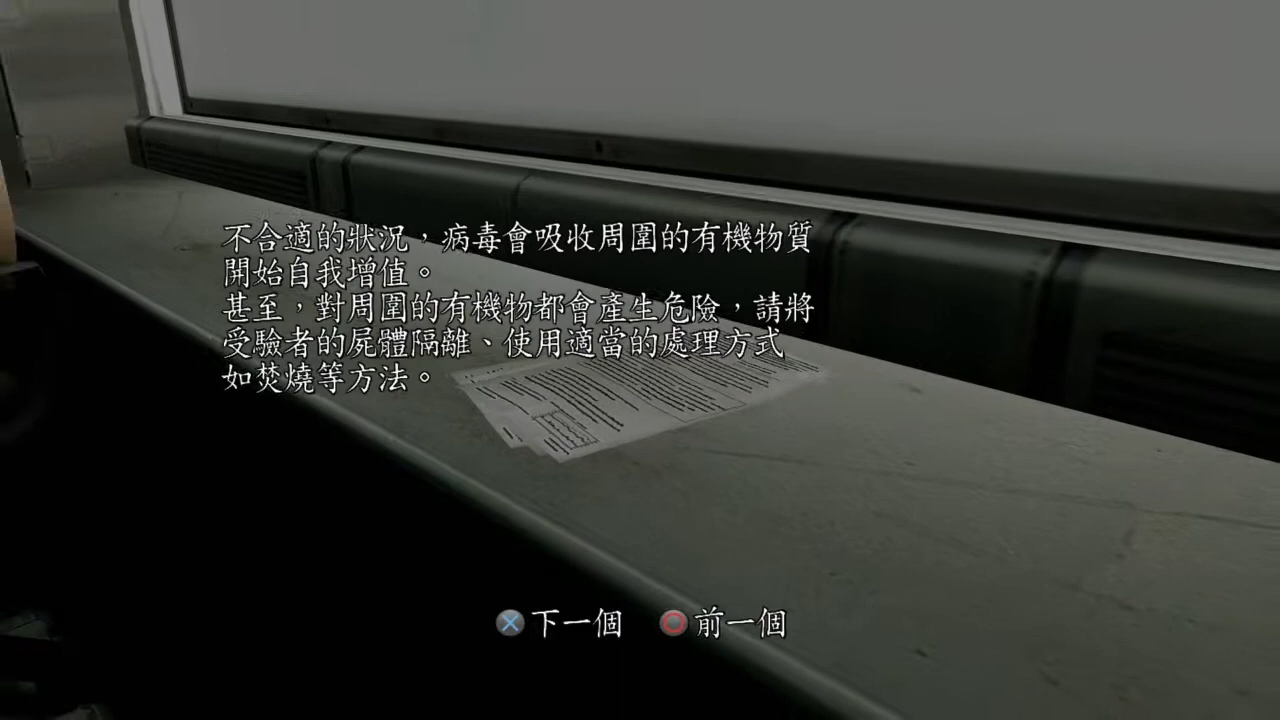 不合適的狀況，病毒會吸收周圍的有機物質
開始自我增值。
甚至，對周圍的有機物都會產生危險，請將
受驗者的屍體隔離、使用適當的處理方式
如焚燒等方法。
下一個 前一個